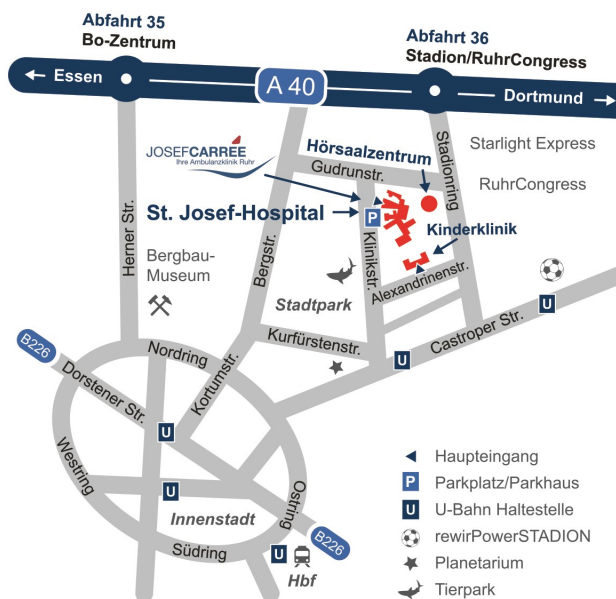 Abfahrt 35
Bo-Zentrum
Abfahrt 36
Stadion/RuhrCongress
Essen
A 40
Dortmund
JOSEFCARRÉE
Ihre Ambulanzklinik Ruhr
Hörsaalzentrum
Gudrunstr.
Stadionring
Starlight Express
RuhrCongress
St. Josef-Hospital
P
Kinderklinik
Herner Str.
Bergbau-
Museum
Bergstr.
Klinikstr.
Alexandrinenstr.
Stadtpark
U
Castroper Str.
Kurfürstenstr.
U
B226
Nordring
Dorstener Str.
Kortumstr.
U
Westring
U
Innenstadt
Ostring
Südring
U
Hbf
B226
Haupteingang
P
Parkplatz/Parkhaus
U
U-Bahn Haltestelle
rewirPowerSTADION
Planetarium
Tierpark